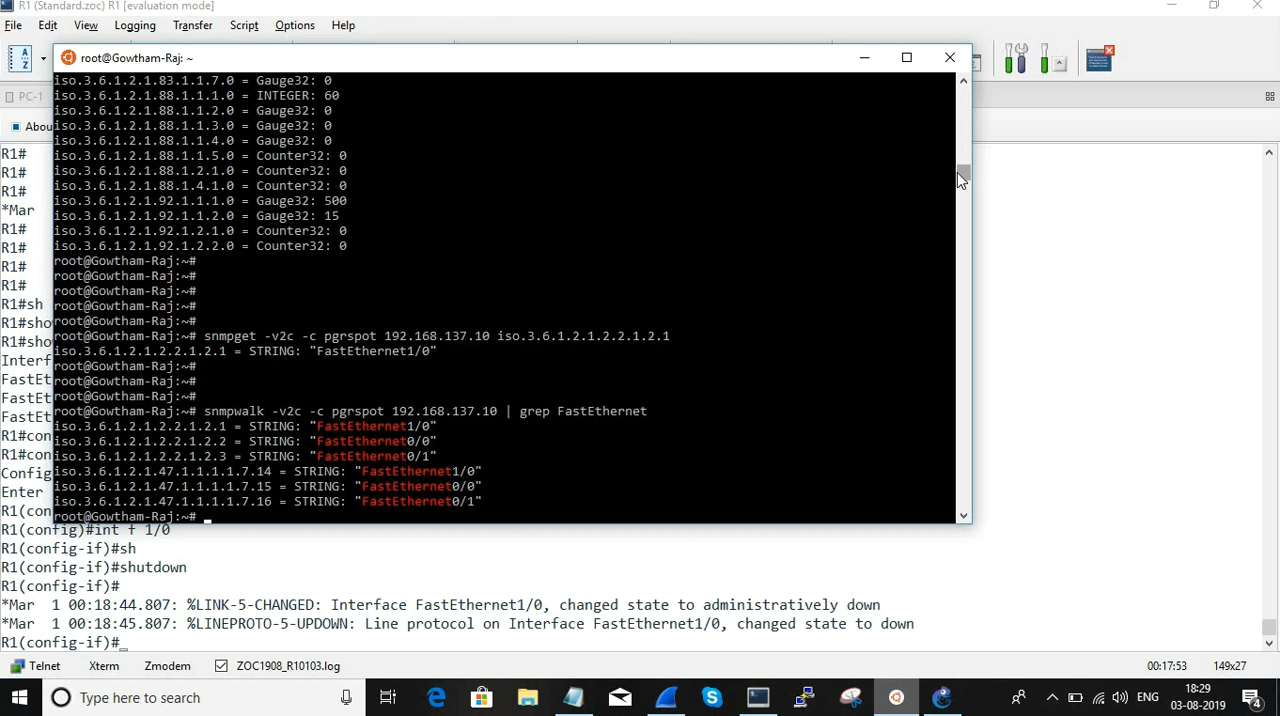 R1 (Standard.zoc) R1 [evaluation mode]
File Edit View Logging Transfer Script Options Help
root@Gowtham-Raj: ~
PC-1
Abou
iso.3.6.1.2.1.83.1.1.7.0 = Gauge32: 0
iso.3.6.1.2.1.88.1.1.1.0 = INTEGER: 60
iso.3.6.1.2.1.88.1.1.2.0 = Gauge32: 0
iso.3.6.1.2.1.88.1.1.3.0 = Gauge32: 0
iso.3.6.1.2.1.88.1.1.4.0 = Gauge32: 0
iso.3.6.1.2.1.88.1.1.5.0 = Counter32: 0
iso.3.6.1.2.1.88.1.2.1.0 = Counter32: 0
iso.3.6.1.2.1.88.1.4.1.0 = Counter32: 0
iso.3.6.1.2.1.92.1.1.1.0 = Gauge32: 500
iso.3.6.1.2.1.92.1.1.2.0 = Gauge32: 15
iso.3.6.1.2.1.92.1.2.1.0 = Counter32: 0
iso.3.6.1.2.1.92.1.2.2.0 = Counter32: 0
root@Gowtham-Raj:~#
root@Gowtham-Raj:~#
root@Gowtham-Raj:~#
root@Gowtham-Raj:~#
root@Gowtham-Raj:~#
root@Gowtham-Raj:~# snmpget -v2c -c pgrspot 192.168.137.10 iso.3.6.1.2.1.2.2.1.2.1
iso.3.6.1.2.1.2.2.1.2.1 = STRING: "FastEthernet1/0"
root@Gowtham-Raj:~#
root@Gowtham-Raj:~#
root@Gowtham-Raj:~#
root@Gowtham-Raj:~# snmpwalk -v2c -c pgrspot 192.168.137.10 | grep FastEthernet
iso.3.6.1.2.1.2.2.1.2.1 = STRING: "FastEthernet1/0"
iso.3.6.1.2.1.2.2.1.2.2 = STRING: "FastEthernet0/0"
iso.3.6.1.2.1.2.2.1.2.3 = STRING: "FastEthernet0/1"
iso.3.6.1.2.1.47.1.1.1.1.7.14 = STRING: "FastEthernet1/0"
iso.3.6.1.2.1.47.1.1.1.1.7.15 = STRING: "FastEthernet0/0"
iso.3.6.1.2.1.47.1.1.1.1.7.16 = STRING: "FastEthernet0/1"
root@Gowtham-Raj:~#
R1#
R1#
R1#
*Mar
R1#
R1#
R1#
R1#
R1#sh
R1#sho
R1#sho
Interf
FastEt
FastEt
FastEt
R1#con
R1#con
Config
Enter
R1(config)#int f 1/0
R1(config-if)#sh
R1(config-if)#shutdown
R1(config-if)#
*Mar 1 00:18:44.807: %LINK-5-CHANGED: Interface FastEthernet1/0, changed state to administratively down
*Mar 1 00:18:45.807: %LINEPROTO-5-UPDOWN: Line protocol on Interface FastEthernet1/0, changed state to down
R1(config-if)#
Telnet Xterm Zmodem ZOC1908_R10103.log 00:17:53 149x27
Type here to search
ENG
18:29
03-08-2019
4